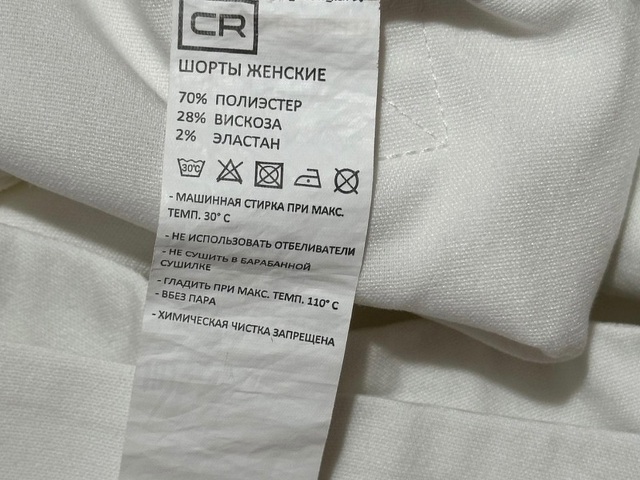 CR
ШОРТЫ ЖЕНСКИЕ
70% ПОЛИЭСТЕР
28% ВИСКОЗА
2% ЭЛАСТАН
30°C
- МАШИННАЯ СТИРКА ПРИ МАКС.
ТЕМП. 30° C
- НЕ ИСПОЛЬЗОВАТЬ ОТБЕЛИВАТЕЛИ
- НЕ СУШИТЬ В БАРАБАННОЙ
СУШИЛКЕ
- ГЛАДИТЬ ПРИ МАКС. ТЕМП. 110° C
- ВБЕЗ ПАРА
- ХИМИЧЕСКАЯ ЧИСТКА ЗАПРЕЩЕНА